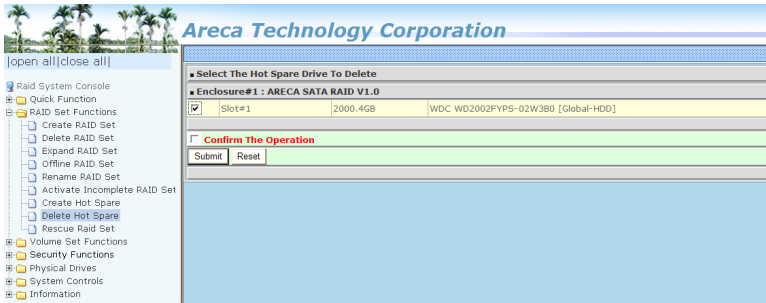 Areca Technology Corporation
|open all|close all|
Raid System Console
Quick Function
RAID Set Functions
Create RAID Set
Delete RAID Set
Expand RAID Set
Offline RAID Set
Rename RAID Set
Activate Incomplete RAID Set
Create Hot Spare
Delete Hot Spare
Rescue Raid Set
Volume Set Functions
Security Functions
Physical Drives
System Controls
Information
Select The Hot Spare Drive To Delete
Enclosure#1 : ARECA SATA RAID V1.0
Slot#1 2000.4GB WDC WD2002FYPS-02W3B0 [Global-HDD]
Confirm The Operation
Submit Reset